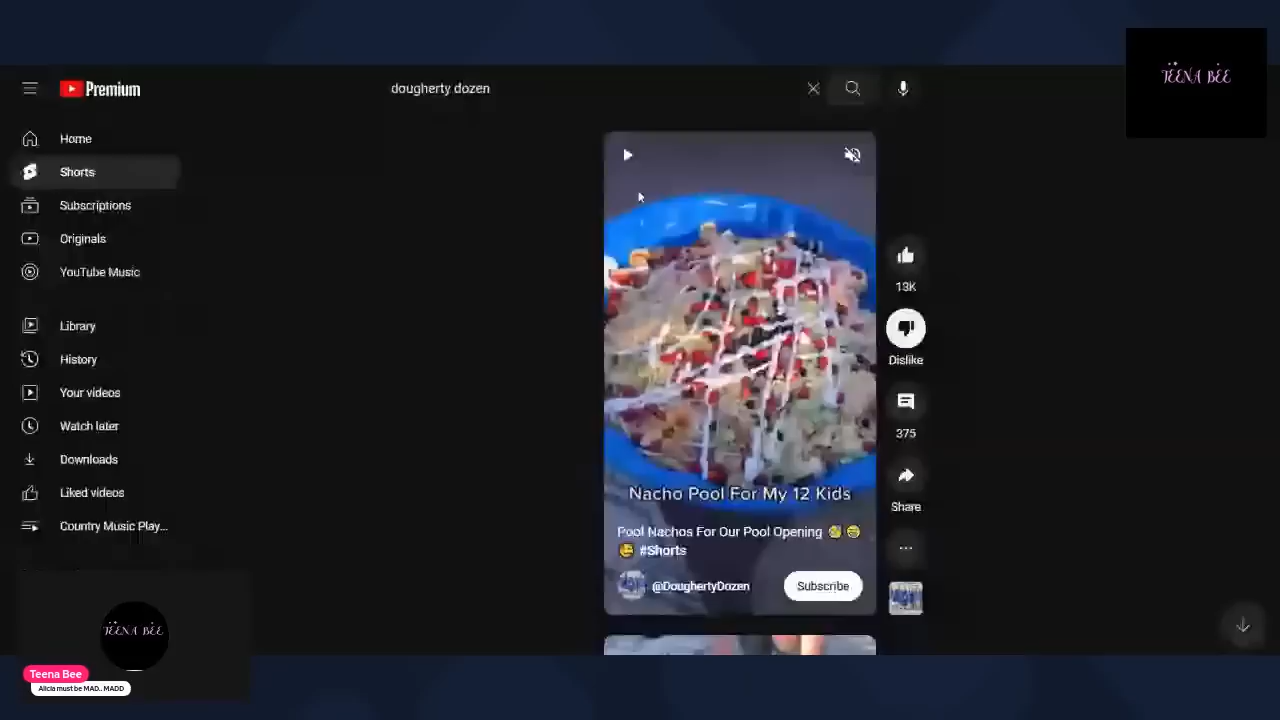 Premium
dougherty dozen
TEENA BEE
Home
Shorts
Subscriptions
Originals
YouTube Music
Library
History
Your videos
Watch later
Downloads
Liked videos
Country Music Play...
13K
Dislike
375
Share
Nacho Pool For My 12 Kids
Pool Nachos For Our Pool Opening
#Shorts
@DoughertyDozen
Subscribe
TEENA BEE
Teena Bee
Alicia must be MAD.. MADD